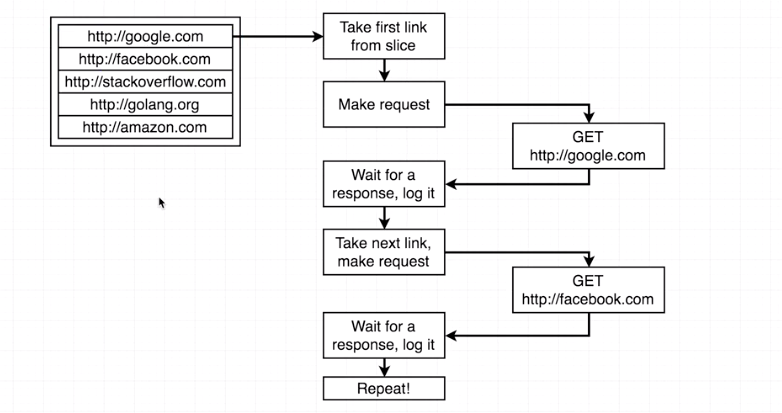 http://google.com
http://facebook.com
http://stackoverflow.com
http://golang.org
http://amazon.com
Take first link
from slice
Make request
GET
http://google.com
Wait for a
response, log it
Take next link,
make request
GET
http://facebook.com
Wait for a
response, log it
Repeat!